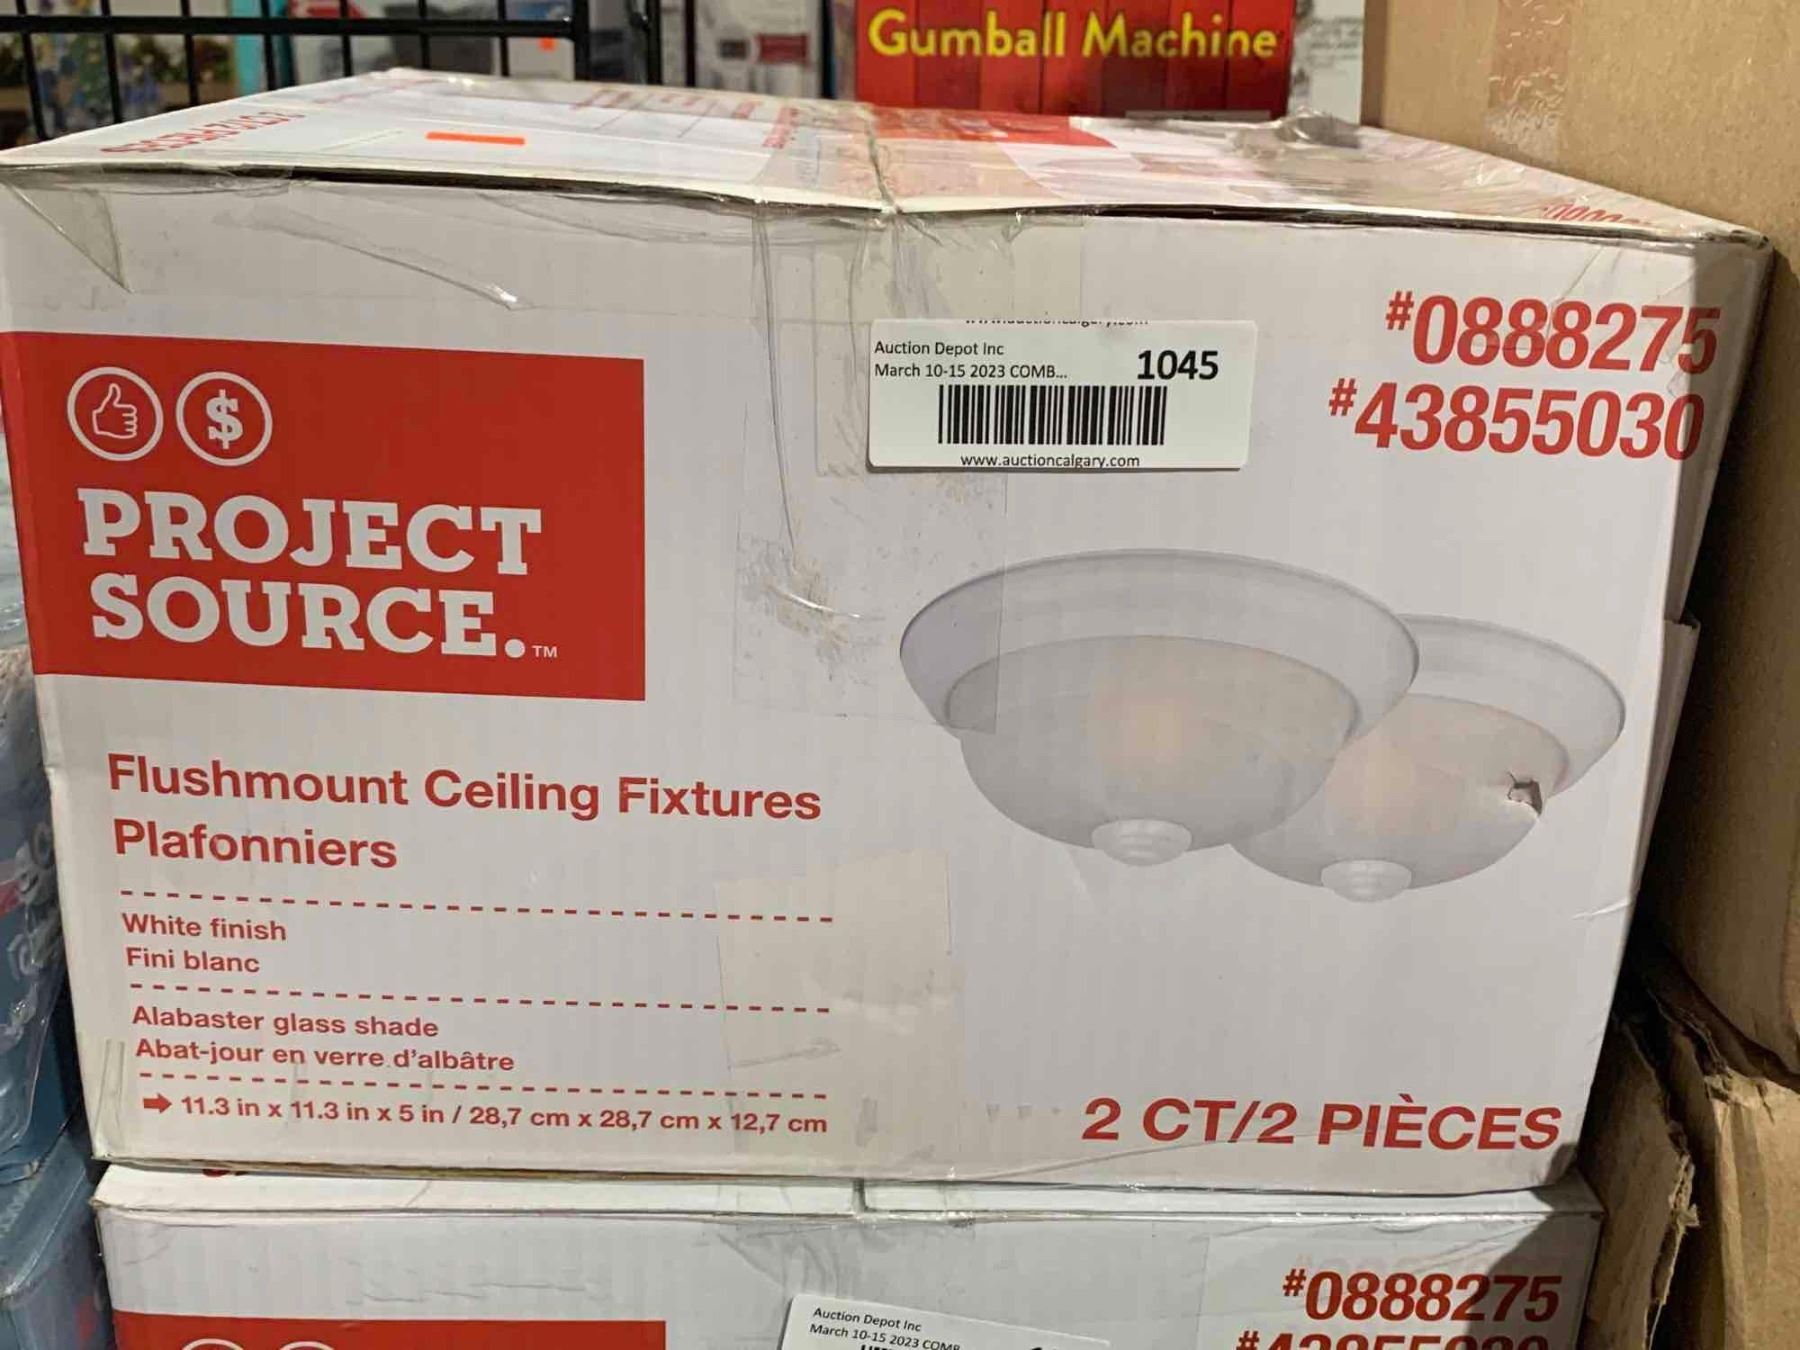 Gumball Machine
#0888275
#43855030
Auction Depot Inc
March 10-15 2023 COMB...
1045
www.auctioncalgary.com
$
PROJECT
SOURCE.™
Flushmount Ceiling Fixtures
Plafonniers
White finish
Fini blanc
Alabaster glass shade
Abat-jour en verre d'albâtre
11.3 in x 11.3 in x 5 in / 28,7 cm x 28,7 cm x 12,7 cm
2 CT/2 PIÈCES
#0888275
Auction Depot Inc
March 10-15 2023 COMB